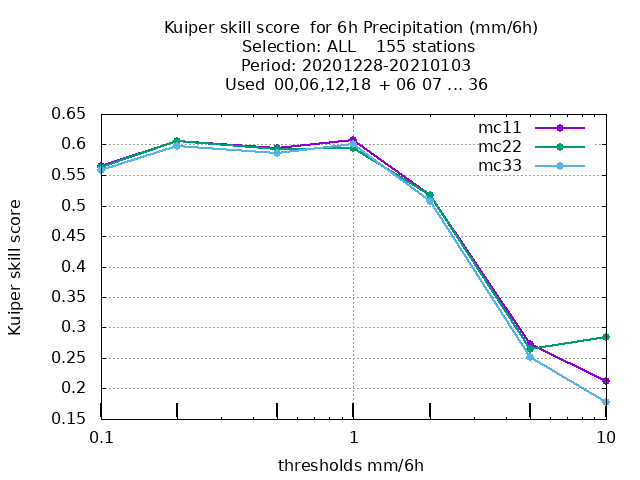 Kuiper skill score  for 6h Precipitation (mm/6h)
Selection: ALL    155 stations
Period: 20201228-20210103
Used  00,06,12,18  + 06 07 ... 36
mc11
mc22
mc33
Kuiper skill score
0.65
0.6
0.55
0.5
0.45
0.4
0.35
0.3
0.25
0.2
0.15
0.1 1 10
thresholds mm/6h